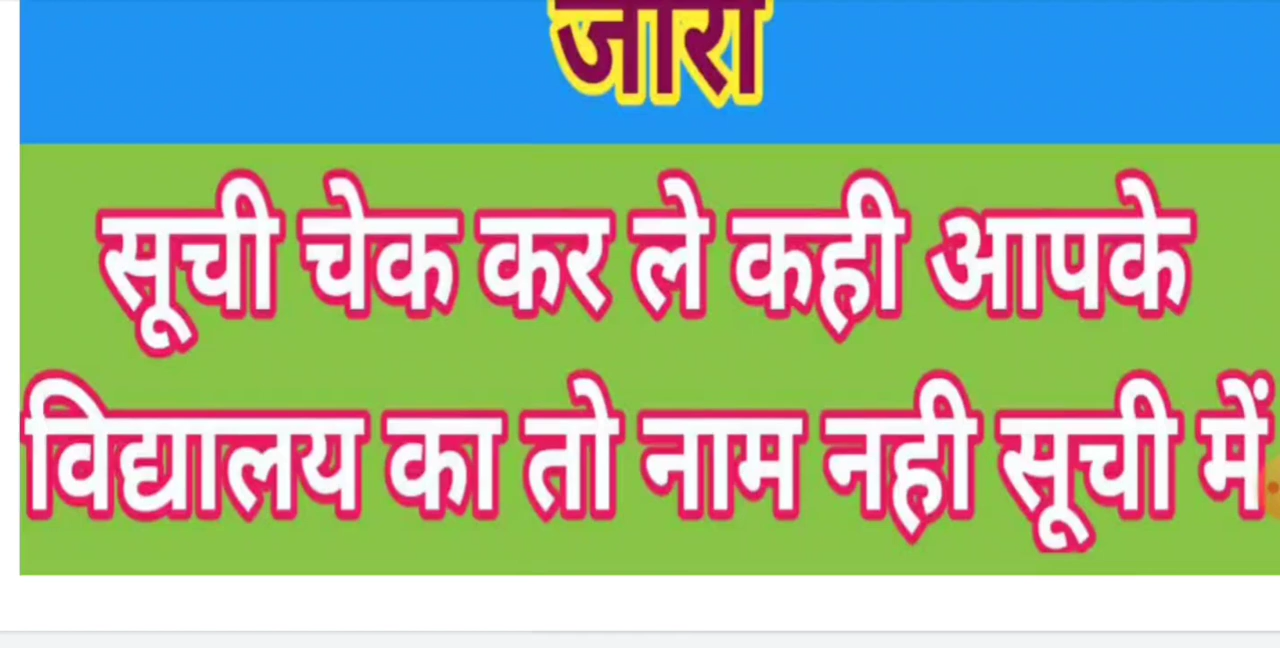 जारी
सूची चेक कर ले कही आपके
विद्यालय का तो नाम नही सूची में